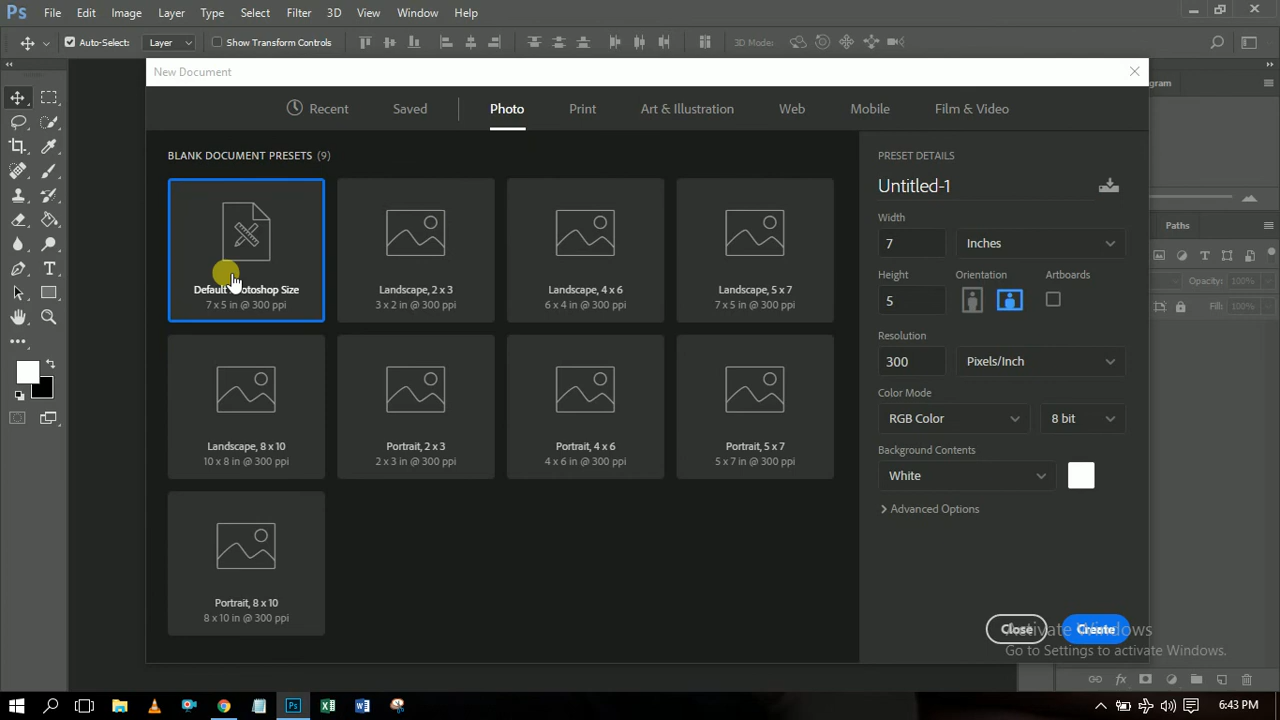 Ps File Edit Image Layer Type Select Filter 3D View Window Help
Auto-Select: Layer Show Transform Controls 3D Mode:
New Document
Recent Saved Photo Print Art & Illustration Web Mobile Film & Video
BLANK DOCUMENT PRESETS (9)
Default Photoshop Size
7 x 5 in @ 300 ppi
Landscape, 2 x 3
3 x 2 in @ 300 ppi
Landscape, 4 x 6
6 x 4 in @ 300 ppi
Landscape, 5 x 7
7 x 5 in @ 300 ppi
Landscape, 8 x 10
10 x 8 in @ 300 ppi
Portrait, 2 x 3
2 x 3 in @ 300 ppi
Portrait, 4 x 6
4 x 6 in @ 300 ppi
Portrait, 5 x 7
5 x 7 in @ 300 ppi
Portrait, 8 x 10
8 x 10 in @ 300 ppi
PRESET DETAILS
Untitled-1
Width
7 Inches
Height Orientation Artboards
5
Resolution
300 Pixels/Inch
Color Mode
RGB Color 8 bit
Background Contents
White
Advanced Options
Close Create
Activate Windows
Go to Settings to activate Windows.
gram
Paths
Opacity: 100%
Fill: 100%
fx
6:43 PM